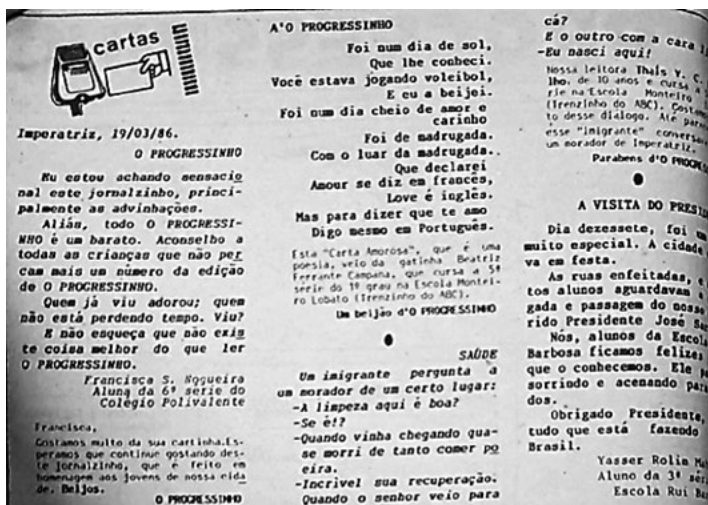 cartas
Imperatriz, 19/03/86.
O PROGRESSINHO
Eu estou achando sensacio
nal este jornalzinho, princi-
palmente as advinhações.
Aliás, todo O PROGRESSI-
NHO é um barato. Aconselho a
todas as crianças que não per
cam mais um número da edição
de O PROGRESSINHO.
Quem já viu adorou; quem
não está perdendo tempo. Viu?
E não esqueça que não exis
te coisa melhor do que ler
O PROGRESSINHO.
Francisca S. Nogueira
Aluna da 6ª serie do
Colegio Polivalente
Francisca,
Gostamos muito da sua cartinha.Es-
peramos que continue gostando des-
te jornalzinho, que é feito em
homenagem aos jovens de nossa cida
de. Beijos.
O PROGRESSINHO
A'O PROGRESSINHO
Foi num dia de sol,
Que lhe conheci.
Você estava jogando voleibol,
E eu a beijei.
Foi num dia cheio de amor e
carinho
Foi de madrugada.
Com o luar da madrugada..
Que declarei
Amour se diz em francês,
Love é inglês.
Mas para dizer que te amo
Digo mesmo em Português.
Esta "Carta Amorosa", que é uma
poesia, veio da gatinha Beatriz
Ferrante Campana, que cursa a 5ª
série do 1º grau na Escola Montei-
ro Lobato (Trenzinho do ABC).
Um beijão d'O PROGRESSINHO
SAÚDE
Um imigrante pergunta a
um morador de um certo lugar:
-A limpeza aqui é boa?
-Se é!?
-Quando vinha chegando qua-
se morri de tanto comer po
eira.
-Incrivel sua recuperação.
Quando o senhor veio para
cá?
E o outro com a cara
-Eu nasci aqui!
Nossa leitora Thaís V. C.
lho, de 10 anos e cursa a
rie na Escola Monteiro
(Trenzinho do ABC). Gostam
to desse diálogo. Até
esse "imigrante"
um morador de Imperatriz.
Parabens d'O
A VISITA DO
Dia dezessete, foi
muito especial. A cidade
va em festa.
As ruas enfeitadas,
tos alunos aguardavam
gada e passagem do nosso
rido Presidente José
Nós, alunos da Escola
Barbosa ficamos felizes
que o conhecemos. Ele
sorrindo e acenando para
dos.
Obrigado Presidente,
tudo que está fazendo
Brasil.
Yasser Rolim
Aluno da 3ª
Escola Rui